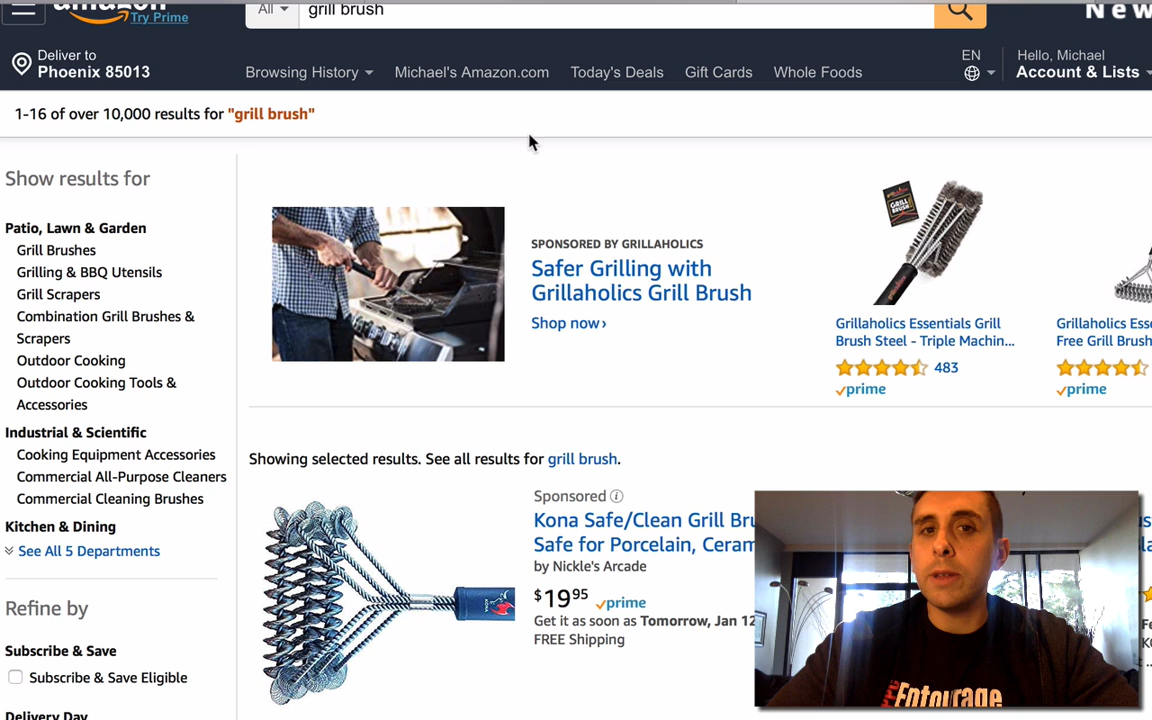 amazon
Try Prime
All
grill brush
New
Deliver to
Phoenix 85013
Browsing History
Michael's Amazon.com
Today's Deals
Gift Cards
Whole Foods
EN
Hello, Michael
Account & Lists
1-16 of over 10,000 results for "grill brush"
Show results for
Patio, Lawn & Garden
Grill Brushes
Grilling & BBQ Utensils
Grill Scrapers
Combination Grill Brushes &
Scrapers
Outdoor Cooking
Outdoor Cooking Tools &
Accessories
Industrial & Scientific
Cooking Equipment Accessories
Commercial All-Purpose Cleaners
Commercial Cleaning Brushes
Kitchen & Dining
See All 5 Departments
Refine by
Subscribe & Save
Subscribe & Save Eligible
Delivery Day
SPONSORED BY GRILLAHOLICS
Safer Grilling with
Grillaholics Grill Brush
Shop now›
GRILL
BRUSH
Grillaholics Essentials Grill
Brush Steel - Triple Machin...
483
prime
Grillaholics Ess
Free Grill Brush
prime
Showing selected results. See all results for grill brush.
Sponsored
Kona Safe/Clean Grill Bru
Safe for Porcelain, Ceram
by Nickle's Arcade
$19 95 prime
Get it as soon as Tomorrow, Jan 12
FREE Shipping
KONA
Entourage